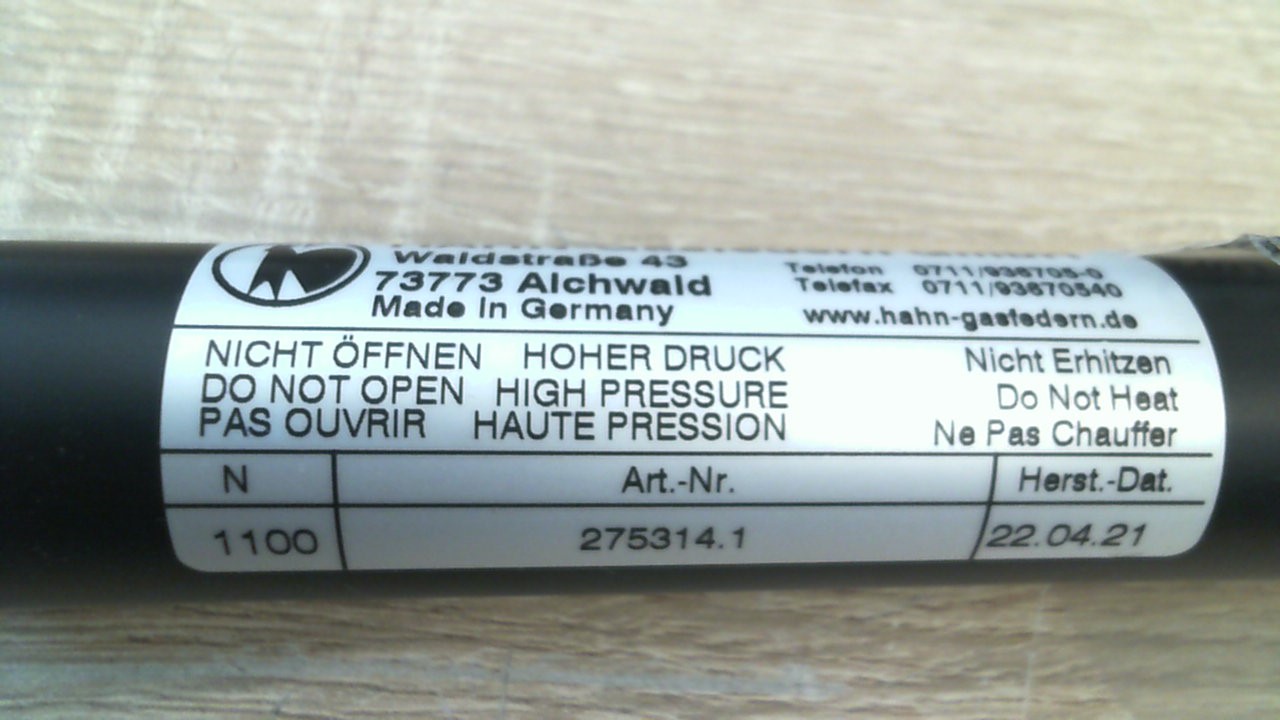 Waldstraße 43
73773 Aichwald
Made In Germany
Telefon 0711/936705-0
Telefax 0711/93670540
www.hahn-gasfedern.de
NICHT ÖFFNEN HOHER DRUCK
DO NOT OPEN HIGH PRESSURE
PAS OUVRIR HAUTE PRESSION
Nicht Erhitzen
Do Not Heat
Ne Pas Chauffer
N Art.-Nr. Herst.-Dat.
1100 275314.1 22.04.21